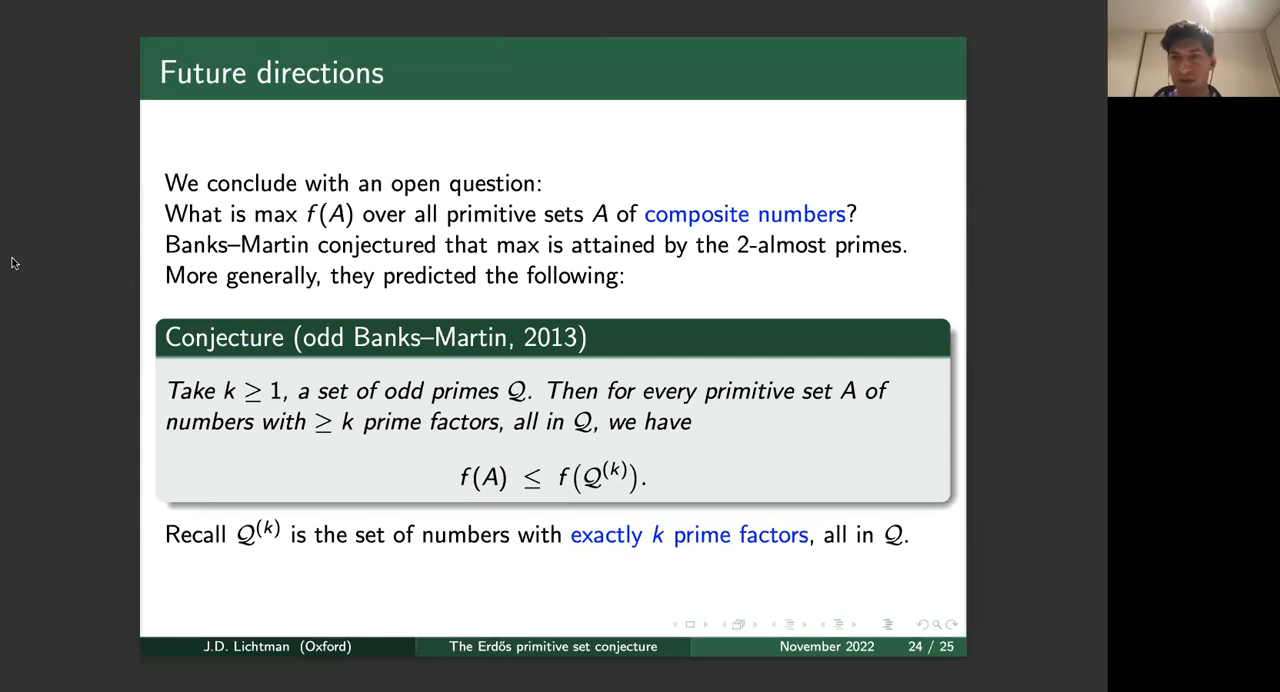 Future directions
We conclude with an open question:
What is max f(A) over all primitive sets A of composite numbers?
Banks–Martin conjectured that max is attained by the 2-almost primes.
More generally, they predicted the following:
Conjecture (odd Banks–Martin, 2013)
Take k ≥ 1, a set of odd primes 𝒬. Then for every primitive set A of
numbers with ≥ k prime factors, all in 𝒬, we have
f(A) ≤ f(𝒬⁽ᵏ⁾).
Recall 𝒬⁽ᵏ⁾ is the set of numbers with exactly k prime factors, all in 𝒬.
J.D. Lichtman (Oxford) The Erdős primitive set conjecture November 2022 24 / 25